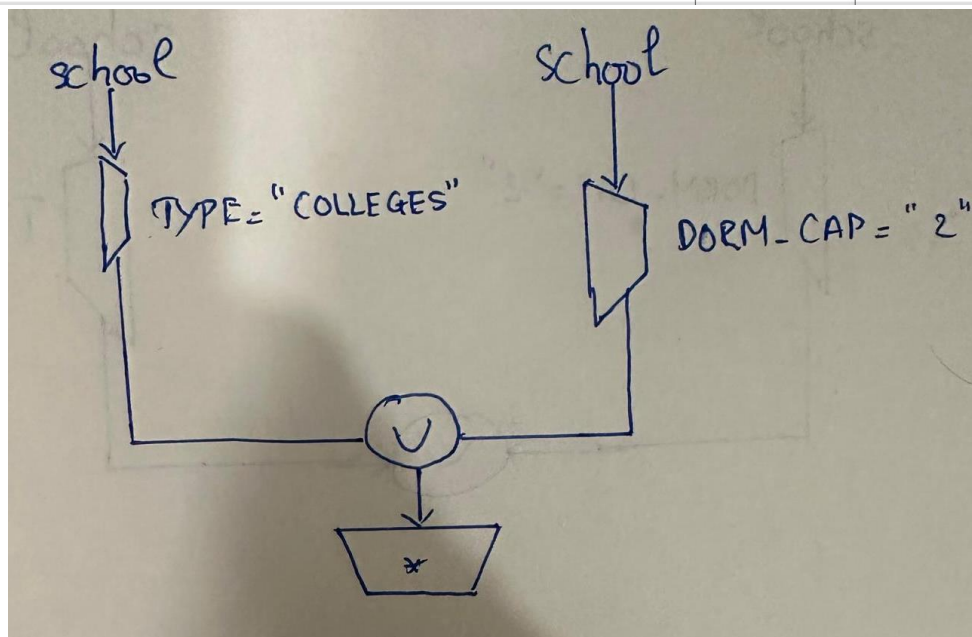 school
school
TYPE = "COLLEGES"
DORM_CAP = "2"
U
*